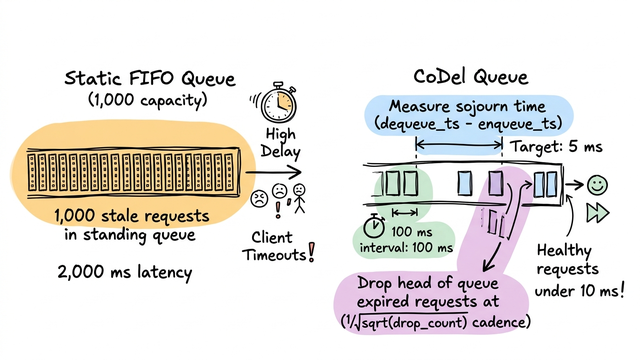 Static FIFO Queue
(1,000 capacity)
High
Delay
1,000 stale requests
in standing queue
Client
Timeouts!
2,000 ms latency
CoDel Queue
Measure sojourn time
(dequeue_ts - enqueue_ts)
Target: 5 ms
100 ms
interval: 100 ms
Healthy
requests
under 10 ms!
Drop head of queue
expired requests at
(1/√sqrt(drop_count) cadence)